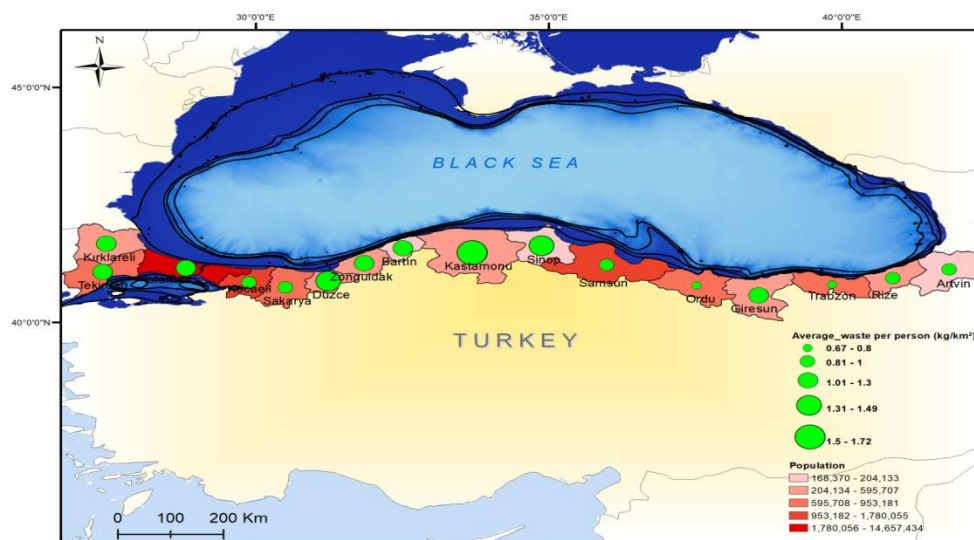 30°0'0"E 35°0'0"E 40°0'0"E
N
45°0'0"N
BLACK SEA
Kırklareli
Bartın
Sinop
Kastamonu
Zonguldak
Samsun
Artvin
Kocaeli
Düzce
Sakarya
Ordu
Trabzon
Rize
Giresun
40°0'0"N
TURKEY
Average_waste per person (kg/km²)
0.67 - 0.8
0.81 - 1
1.01 - 1.3
1.31 - 1.49
1.5 - 1.72
Population
168,370 - 204,133
204,134 - 595,707
595,708 - 953,181
953,182 - 1,780,055
1,780,056 - 14,657,434
0 100 200 Km